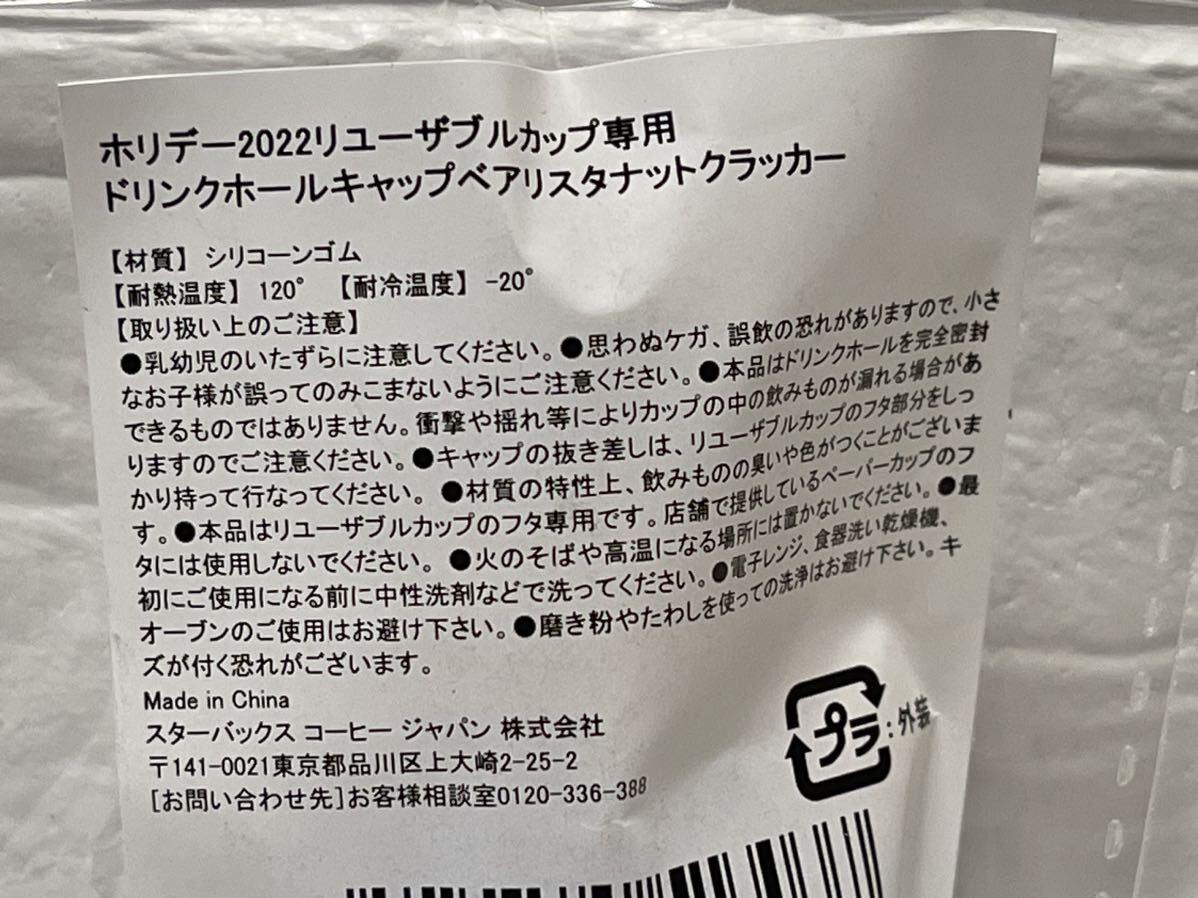 ホリデー2022リユーザブルカップ専用
ドリンクホールキャップベアリスタナットクラッカー
【材質】 シリコーンゴム
【耐熱温度】 120° 【耐冷温度】 -20°
【取り扱い上のご注意】
●乳幼児のいたずらに注意してください。●思わぬケガ、誤飲の恐れがありますので、小さ
なお子様が誤ってのみこまないようにご注意ください。●本品はドリンクホールを完全密封
できるものではありません。衝撃や揺れ等によりカップの中の飲みものが漏れる場合があ
りますのでご注意ください。●キャップの抜き差しは、リユーザブルカップのフタ部分をしっ
かり持って行なってください。 ●材質の特性上、飲みものの臭いや色がつくことがございま
す。●本品はリユーザブルカップのフタ専用です。店舗で提供しているペーパーカップのフ
タには使用しないでください。 ●火のそばや高温になる場所には置かないでください。●最
初にご使用になる前に中性洗剤などで洗ってください。●電子レンジ、食器洗い乾燥機、
オーブンのご使用はお避け下さい。●磨き粉やたわしを使っての洗浄はお避け下さい。キ
ズが付く恐れがございます。
Made in China
スターバックス コーヒー ジャパン 株式会社
〒141-0021東京都品川区上大崎2-25-2
[お問い合わせ先]お客様相談室0120-336-388
プラ:外装